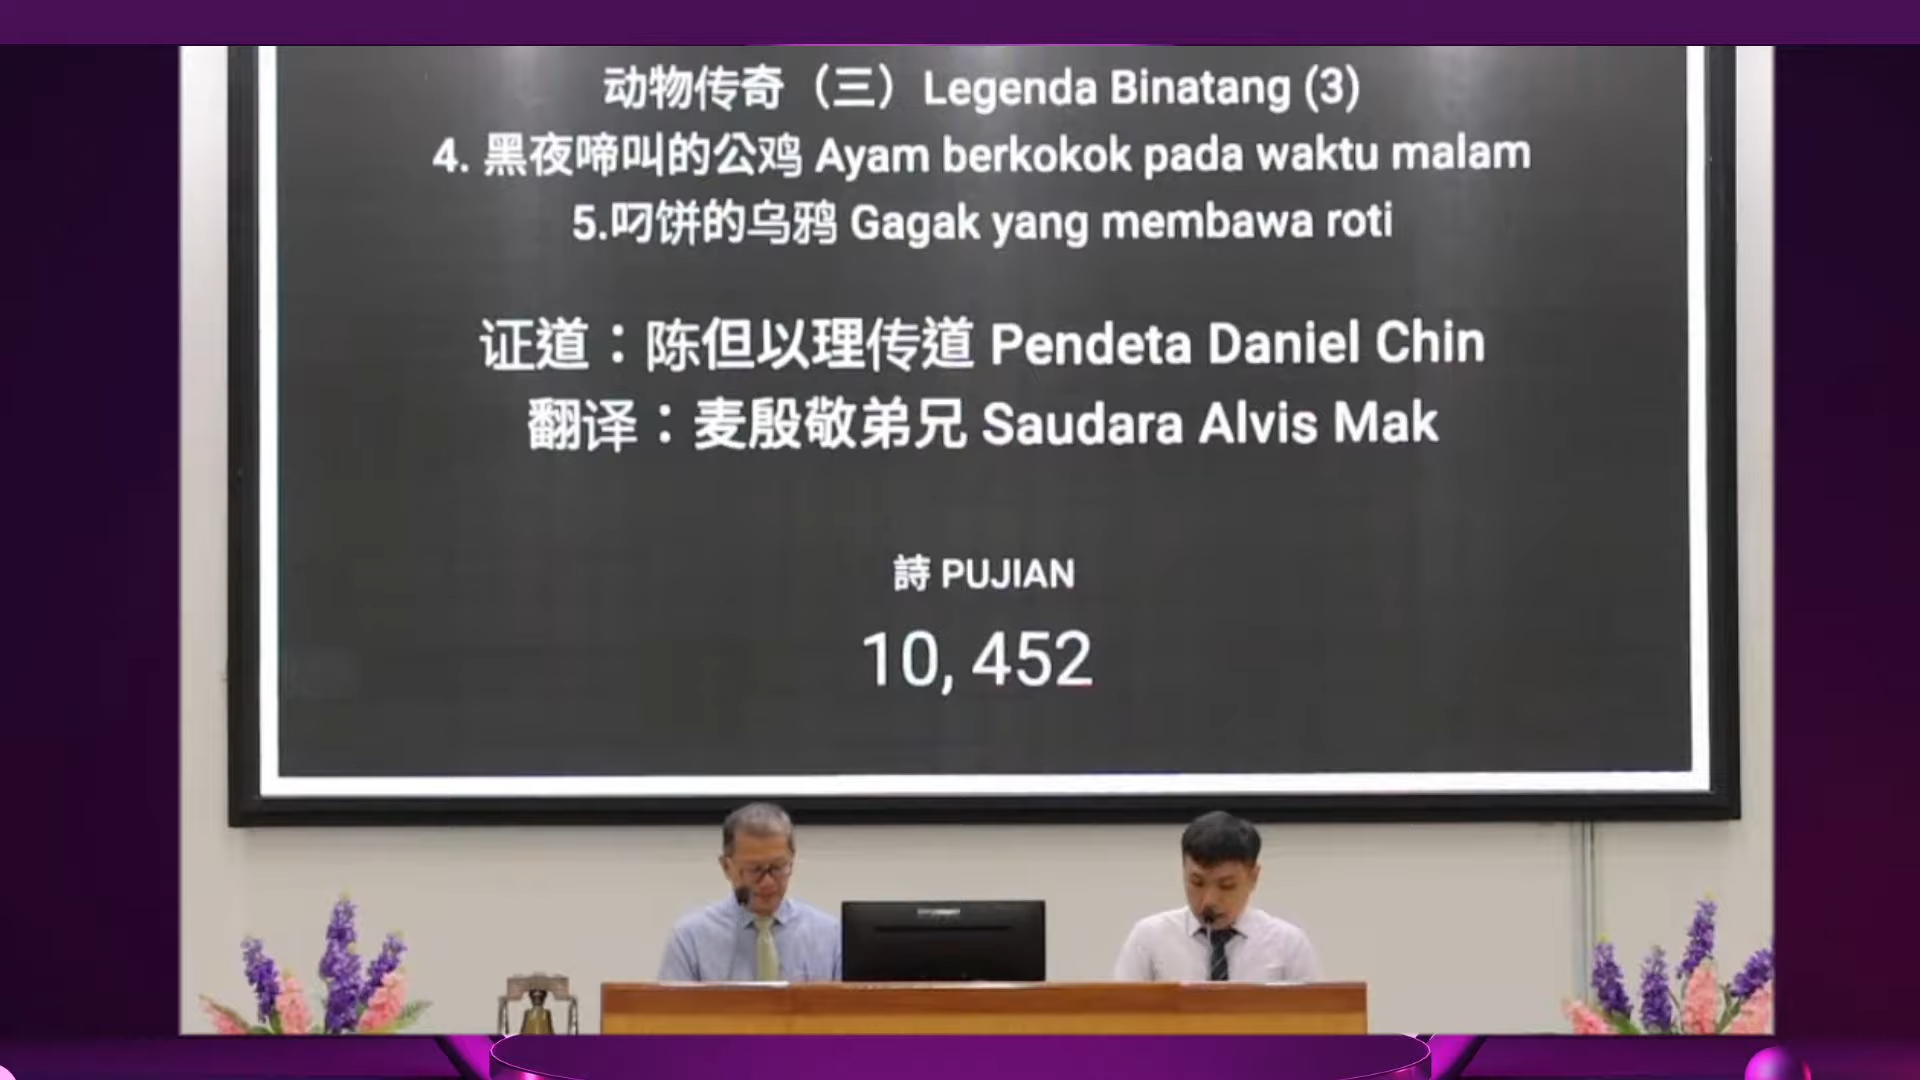 动物传奇（三）Legenda Binatang (3)
4. 黑夜啼叫的公鸡 Ayam berkokok pada waktu malam
5.叼饼的乌鸦 Gagak yang membawa roti
证道：陈但以理传道 Pendeta Daniel Chin
翻译：麦殷敬弟兄 Saudara Alvis Mak
詩 PUJIAN
10, 452